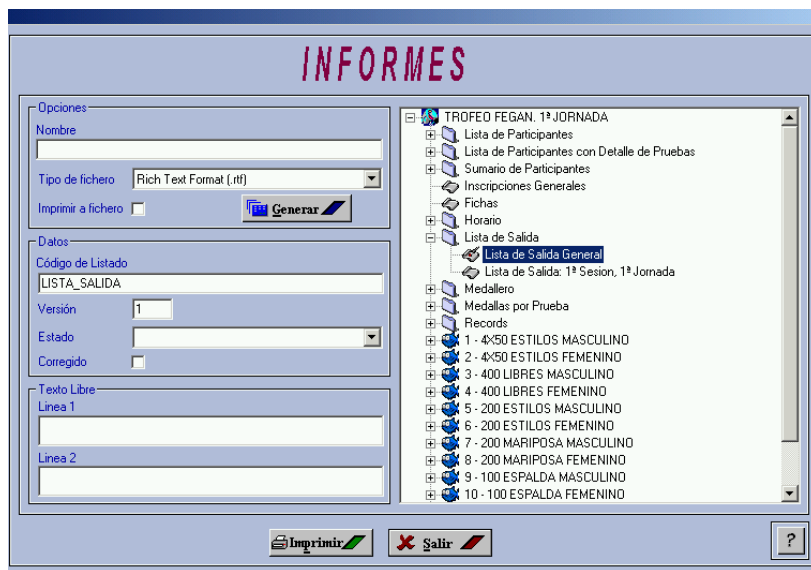 INFORMES
Opciones
Nombre
Tipo de fichero Rich Text Format (.rtf)
Imprimir a fichero Generar
Datos
Código de Listado
LISTA_SALIDA
Versión 1
Estado
Corregido
Texto Libre
Linea 1
Linea 2
TROFEO FEGAN. 1ª JORNADA
Lista de Participantes
Lista de Participantes con Detalle de Pruebas
Sumario de Participantes
Inscripciones Generales
Fichas
Horario
Lista de Salida
Lista de Salida General
Lista de Salida: 1ª Sesion, 1ª Jornada
Medallero
Medallas por Prueba
Records
1 - 4X50 ESTILOS MASCULINO
2 - 4X50 ESTILOS FEMENINO
3 - 400 LIBRES MASCULINO
4 - 400 LIBRES FEMENINO
5 - 200 ESTILOS MASCULINO
6 - 200 ESTILOS FEMENINO
7 - 200 MARIPOSA MASCULINO
8 - 200 MARIPOSA FEMENINO
9 - 100 ESPALDA MASCULINO
10 - 100 ESPALDA FEMENINO
Imprimir Salir ?